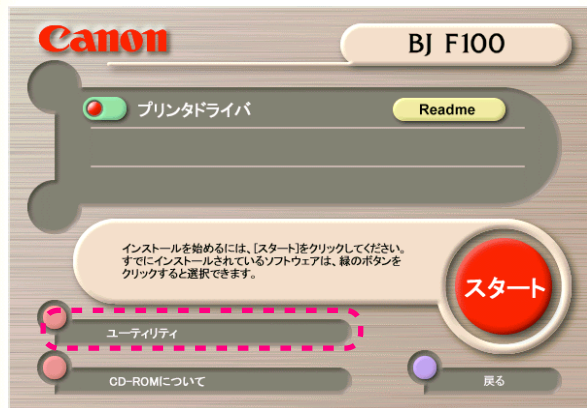 Canon
BJ F100
プリンタドライバ
Readme
インストールを始めるには、[スタート]をクリックしてください。
すでにインストールされているソフトウェアは、緑のボタンを
クリックすると選択できます。
スタート
ユーティリティ
CD-ROMについて
戻る